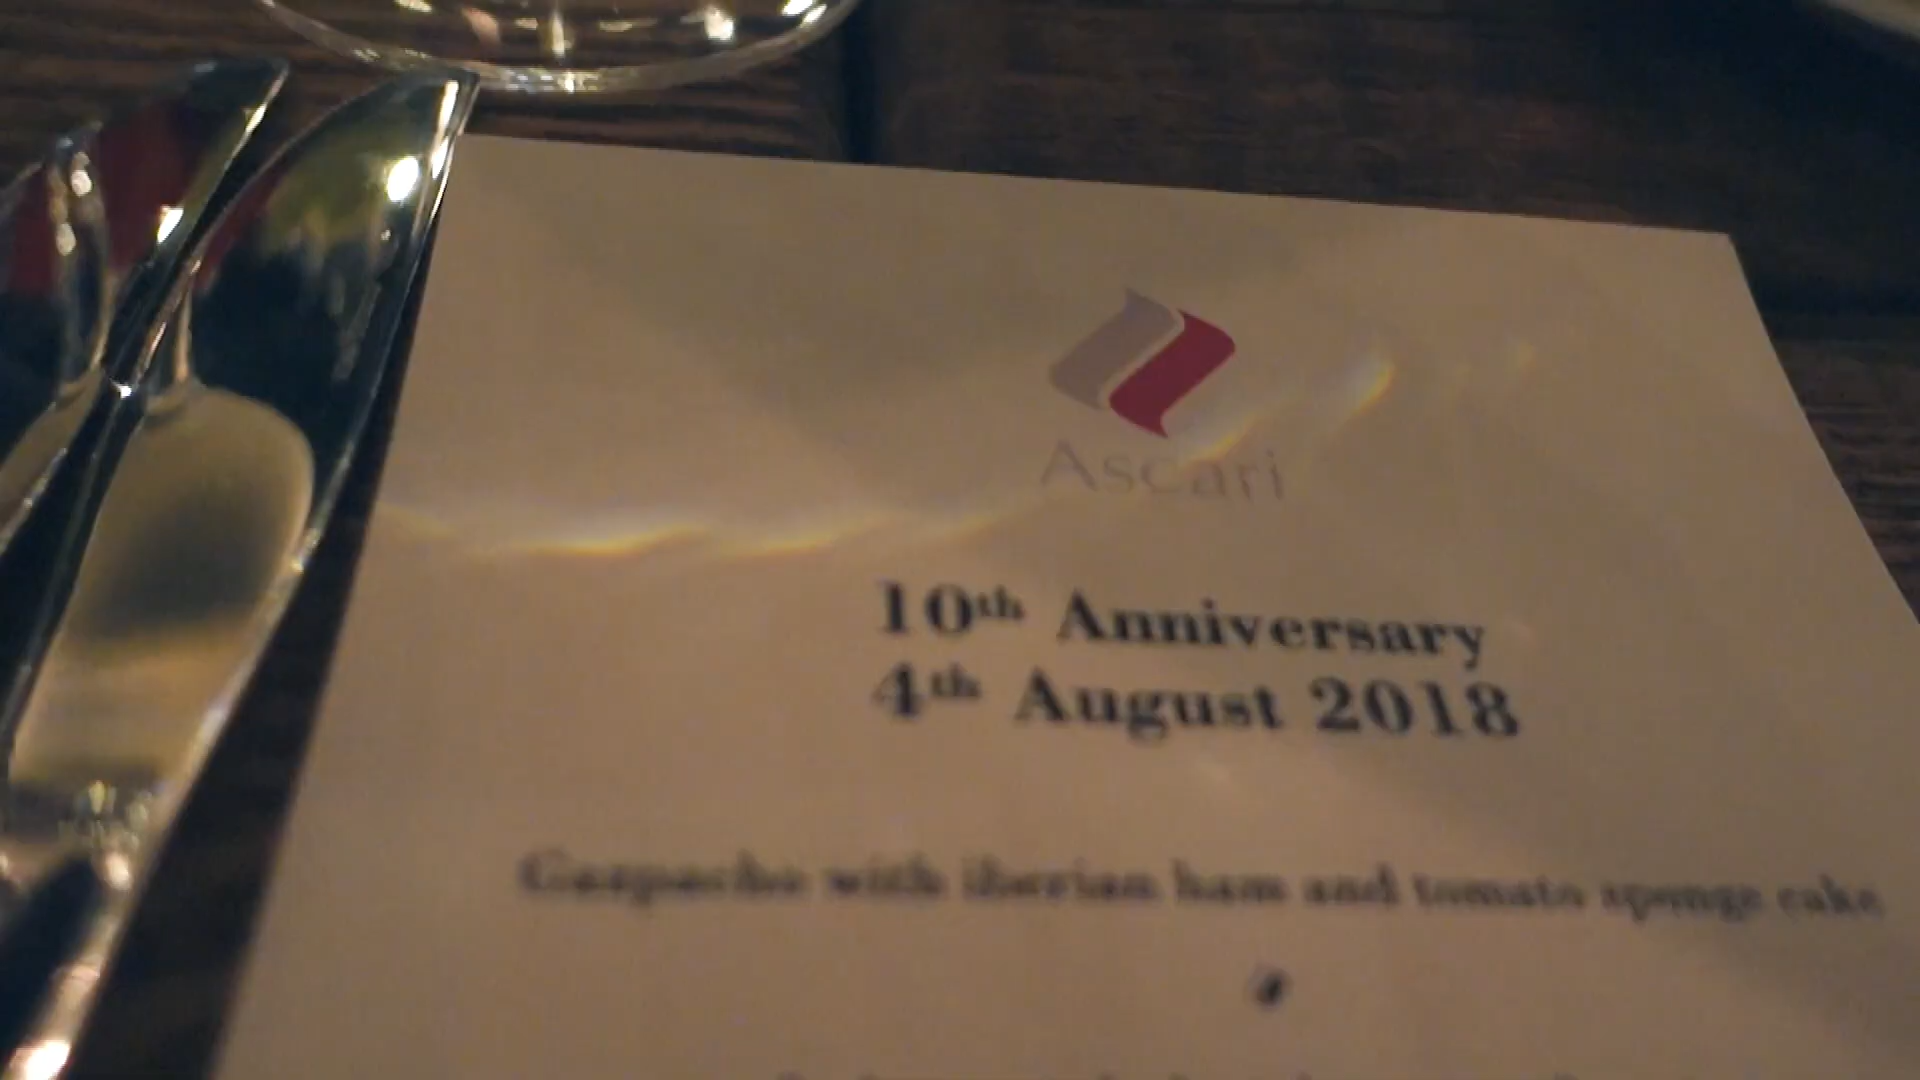 Ascari
10th Anniversary
4th August 2018
Gazpacho with iberian ham and tomato sponge cake